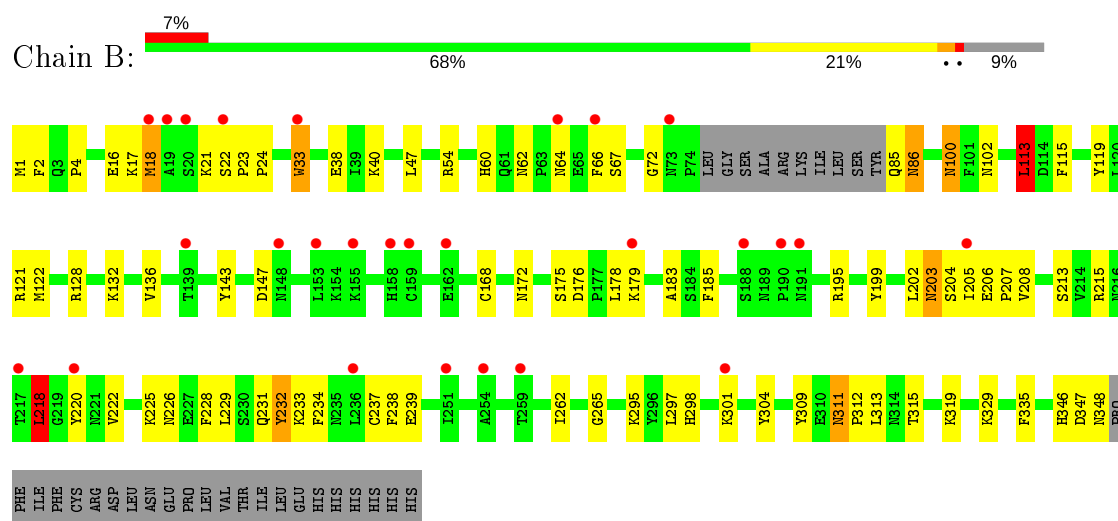 7%
Chain B:
68% 21% • • 9%
M1 F2 Q3 P4 E16 K17 M18 A19 S20 K21 S22 P23 P24 W33 E38 I39 K40 L47 R54 H60 Q61 N62 P63 N64 E65 F66 S67 G72 N73 P74 LEU GLY SER ALA ARG LYS ILE LEU SER TYR Q85 N86 N100 F101 N102 L113 D114 F115 Y119 L120
R121 M122 R128 K132 V136 T139 Y143 D147 N148 L153 K154 K155 H158 C159 E162 C168 N172 S175 D176 P177 L178 K179 A183 S184 F185 S188 N189 P190 N191 R195 Y199 L202 N203 S204 I205 E206 P207 V208 S213 V214 R215 N216
T217 L218 G219 Y220 N221 V222 K225 N226 E227 F228 L229 S230 Q231 Y232 K233 F234 N235 L236 C237 F238 E239 I251 A254 T259 I262 G265 K295 Y296 L297 H298 K301 Y304 Y309 E310 N311 P312 L313 N314 T315 K319 K329 F335 H346 D347 N348 PRO
PHE ILE PHE CYS ARG ASP LEU ASN GLU PRO LEU VAL THR ILE LEU GLU HIS HIS HIS HIS HIS HIS